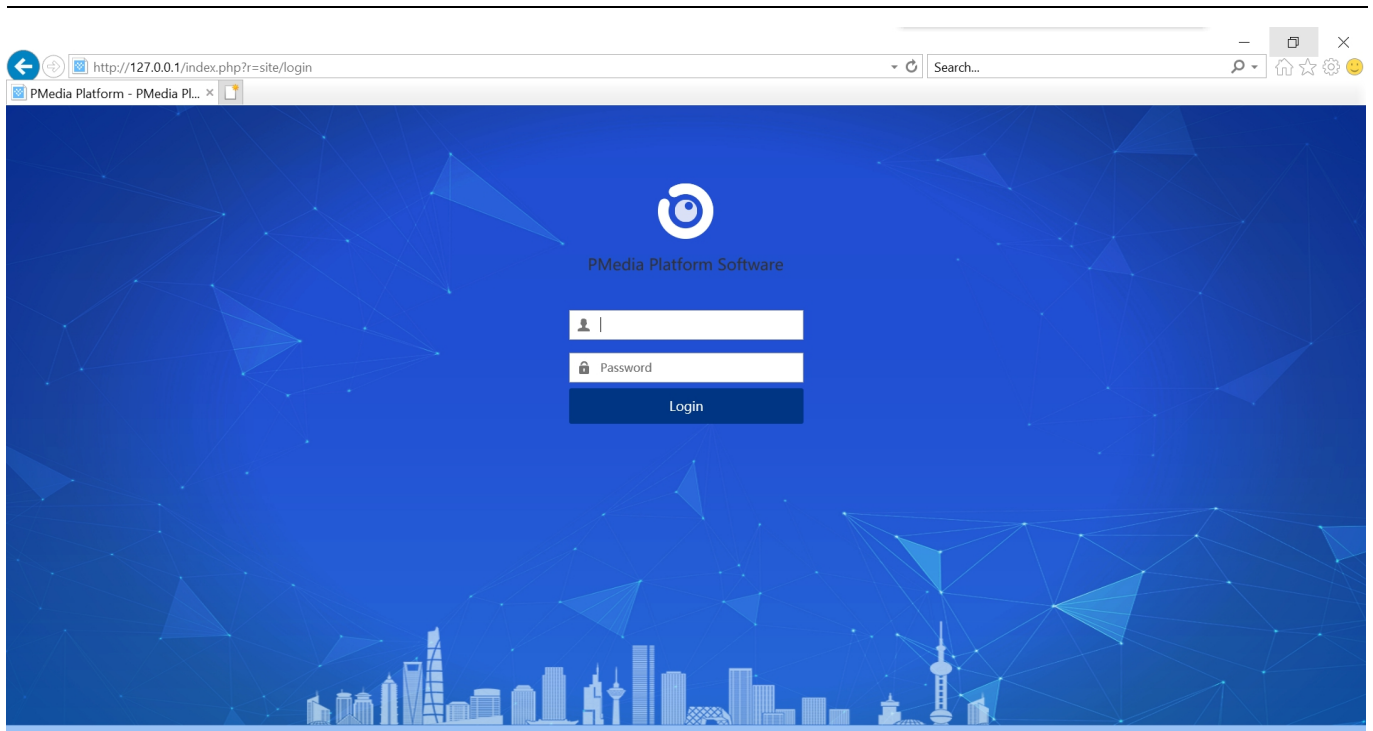 http://127.0.0.1/index.php?r=site/login
Search...
PMedia Platform - PMedia Pl...
PMedia Platform Software
Password
Login